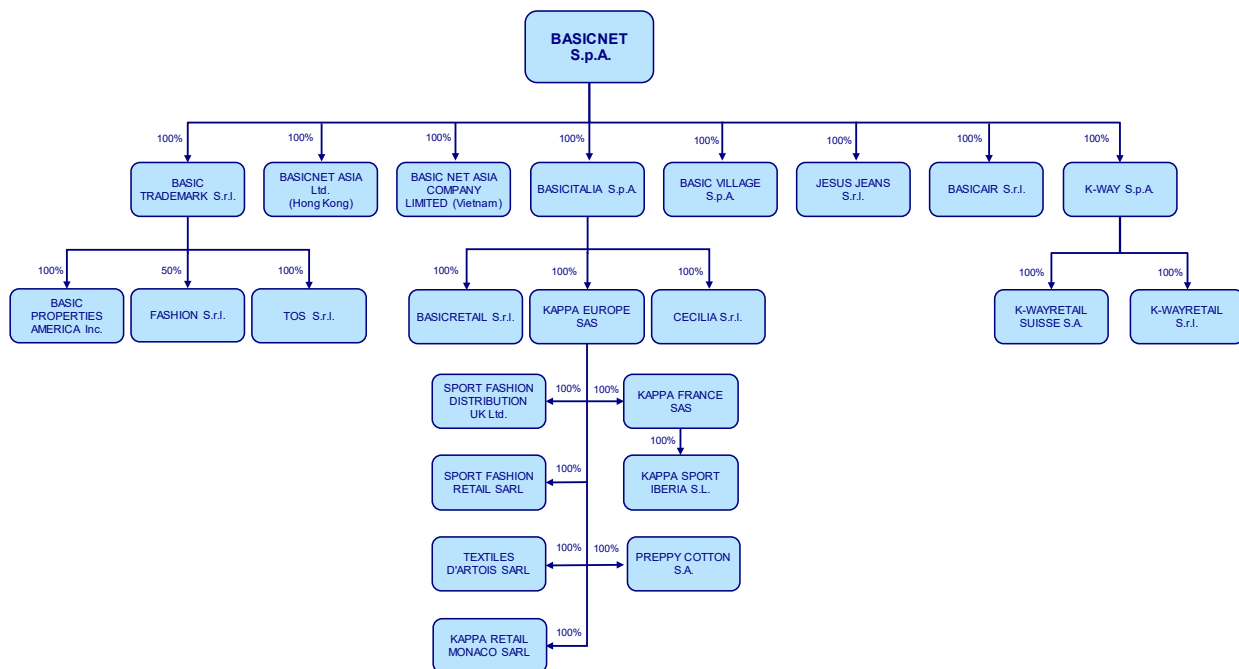 BASICNET
S.p.A.
100%
100%
100%
100%
100%
100%
100%
100%
BASIC
TRADEMARK S.r.l.
BASICNET ASIA
Ltd.
(Hong Kong)
BASIC NET ASIA
COMPANY
LIMITED (Vietnam)
BASICITALIA S.p.A.
BASIC VILLAGE
S.p.A.
JESUS JEANS
S.r.l.
BASICAIR S.r.l.
K-WAY S.p.A.
100%
50%
100%
100%
100%
100%
100%
100%
BASIC
PROPERTIES
AMERICA Inc.
FASHION S.r.l.
TOS S.r.l.
BASICRETAIL S.r.l.
KAPPA EUROPE
SAS
CECILIA S.r.l.
K-WAYRETAIL
SUISSE S.A.
K-WAYRETAIL
S.r.l.
SPORT FASHION
DISTRIBUTION
UK Ltd.
100%
100%
KAPPA FRANCE
SAS
100%
SPORT FASHION
RETAIL SARL
100%
KAPPA SPORT
IBERIA S.L.
TEXTILES
D'ARTOIS SARL
100%
100%
PREPPY COTTON
S.A.
KAPPA RETAIL
MONACO SARL
100%